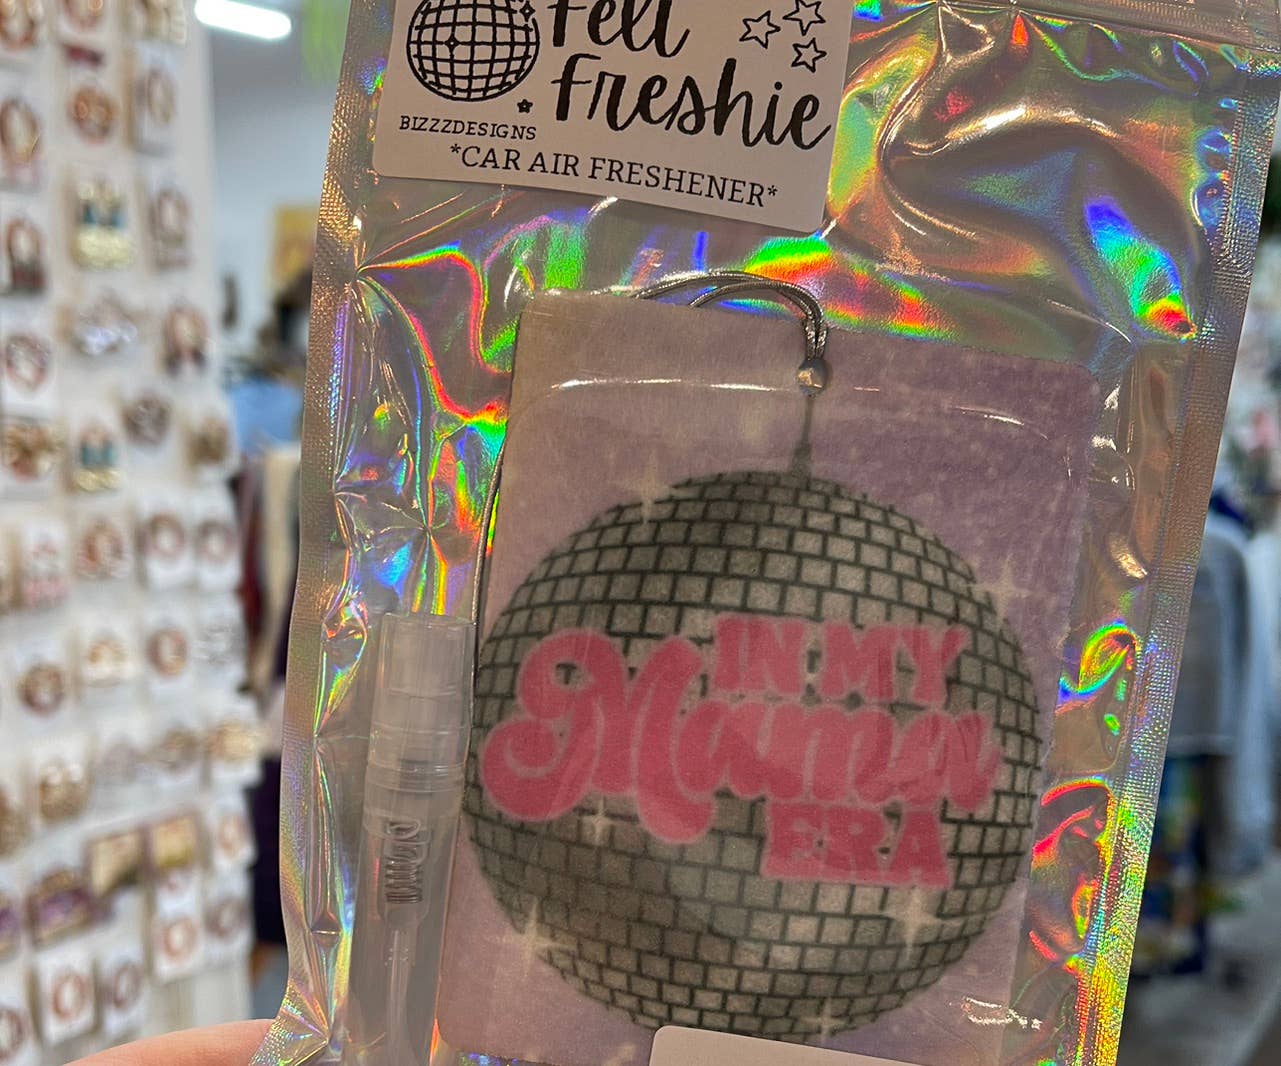 Felt
Freshie
BIZZZDESIGNS
*CAR AIR FRESHENER*
IN MY
Mama
ERA